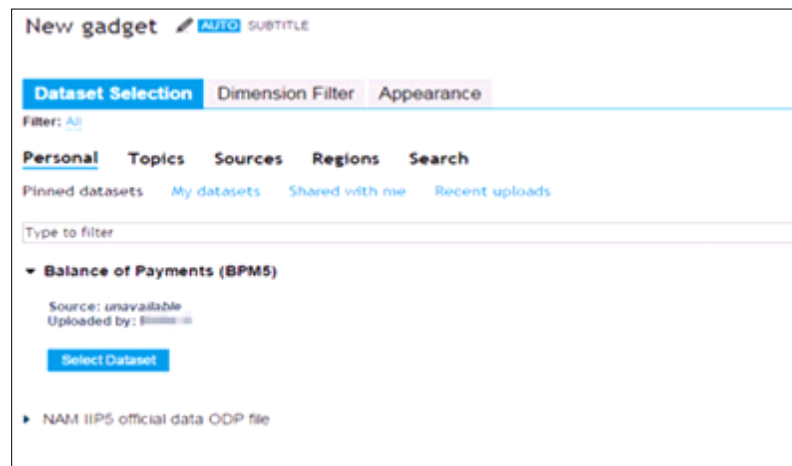 New gadget AUTO SUBTITLE
Dataset Selection Dimension Filter Appearance
Filter: All
Personal Topics Sources Regions Search
Pinned datasets My datasets Shared with me Recent uploads
Type to filter
Balance of Payments (BPM5)
Source: unavailable
Uploaded by:
Select Dataset
NAM IIP5 official data ODP file